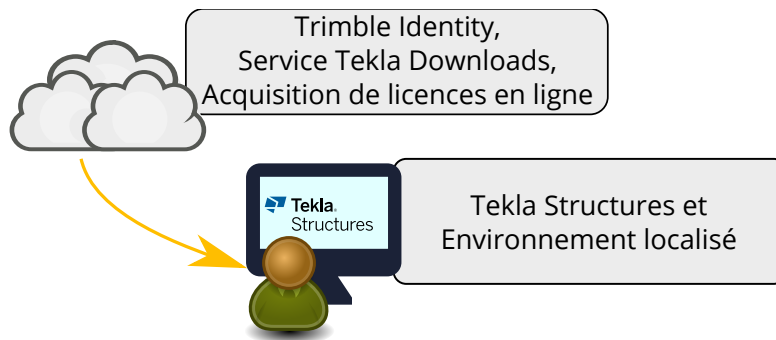 Trimble Identity,
Service Tekla Downloads,
Acquisition de licences en ligne
Tekla.
Structures
Tekla Structures et
Environnement localisé